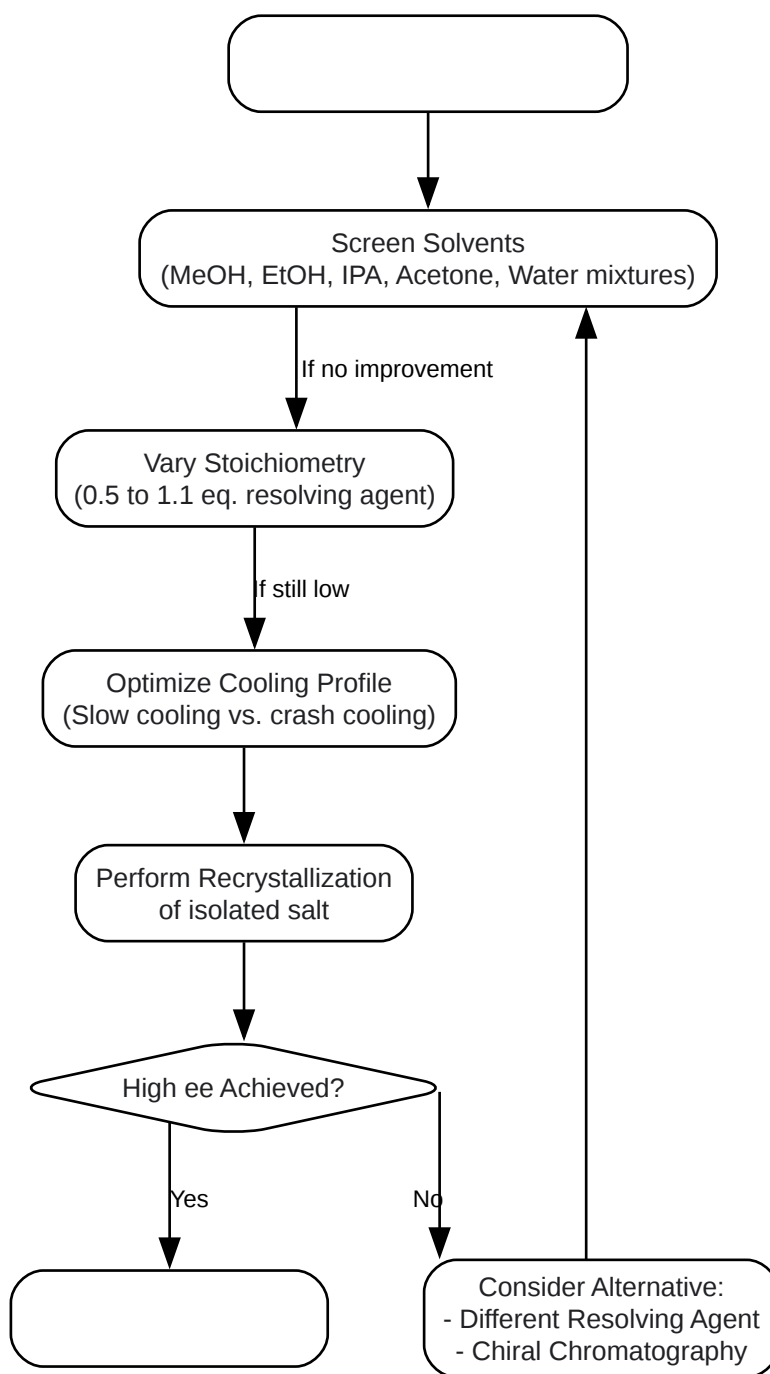 Screen Solvents
(MeOH, EtOH, IPA, Acetone, Water mixtures)
If no improvement
Vary Stoichiometry
(0.5 to 1.1 eq. resolving agent)
If still low
Optimize Cooling Profile
(Slow cooling vs. crash cooling)
Perform Recrystallization
of isolated salt
High ee Achieved?
Yes
No
Consider Alternative:
- Different Resolving Agent
- Chiral Chromatography